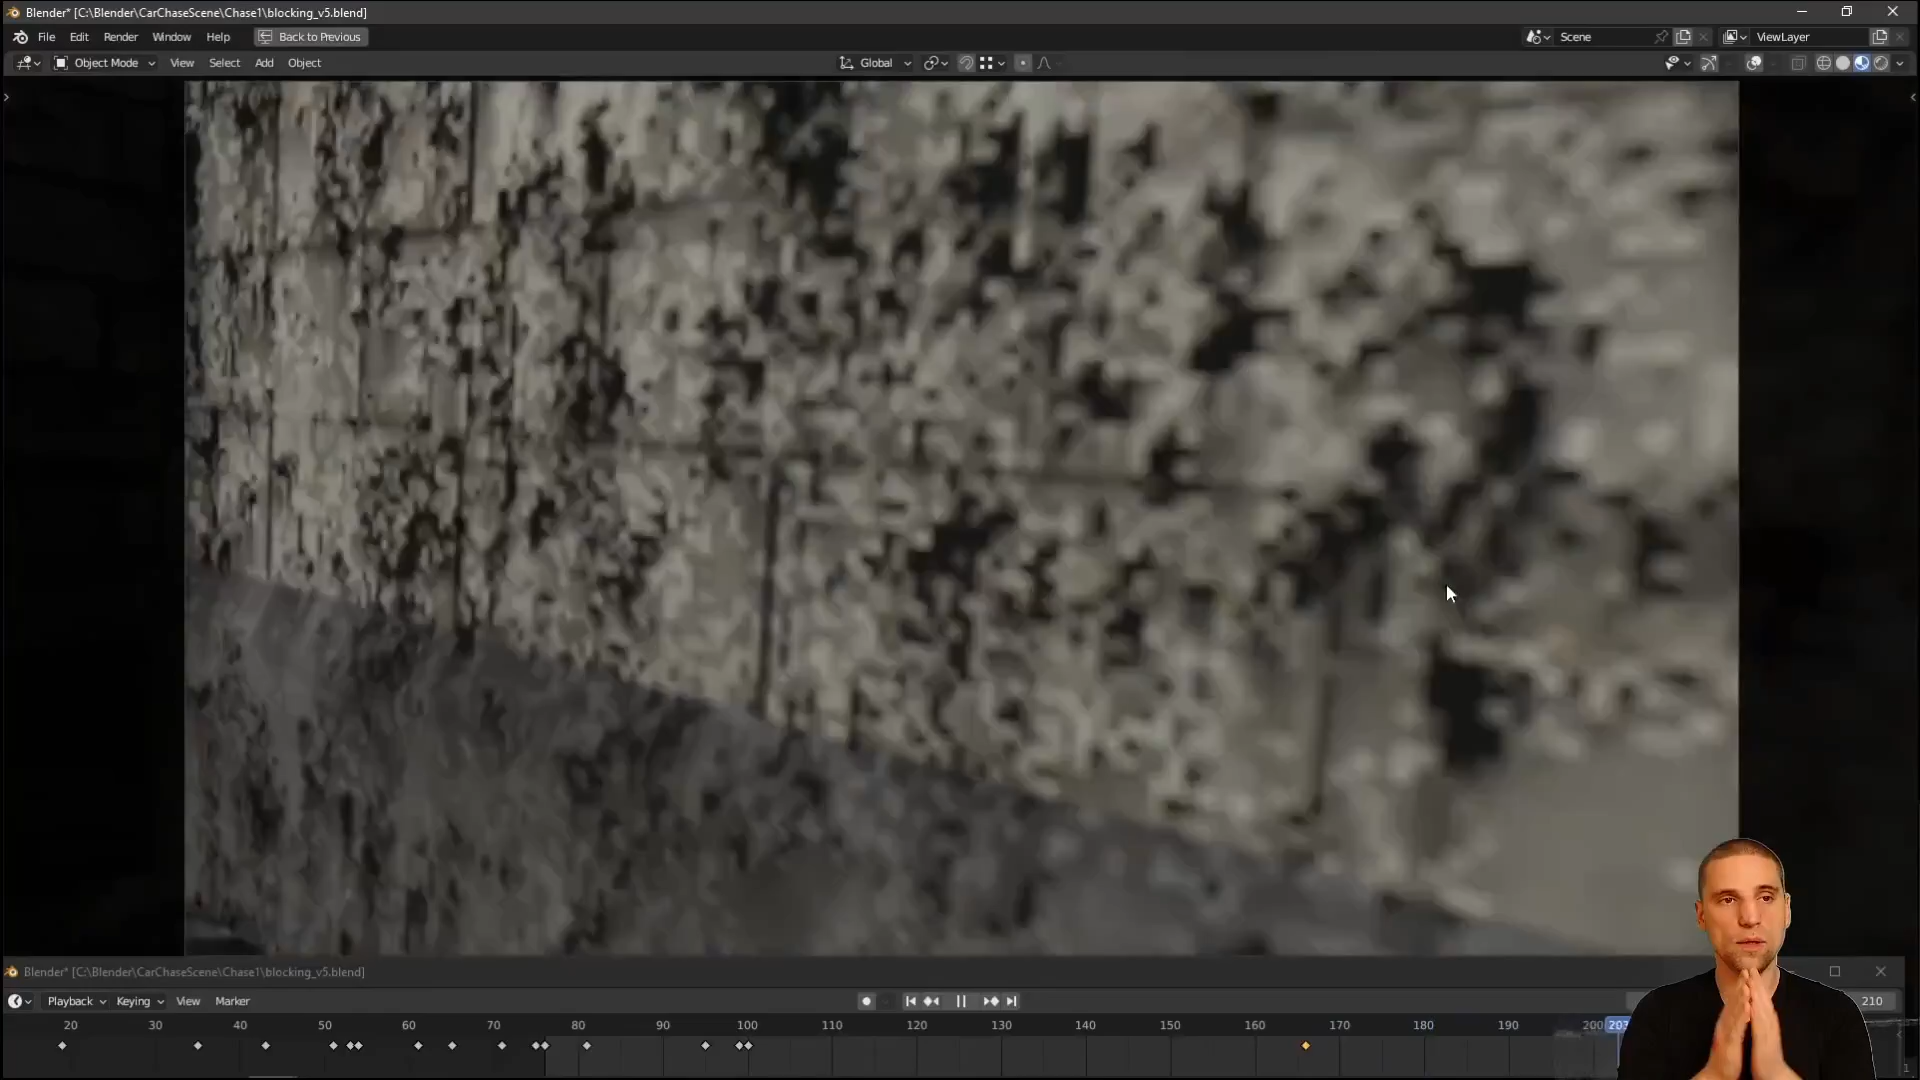 Blender* [C:\Blender\CarChaseScene\Chase1\blocking_v5.blend]
File Edit Render Window Help Back to Previous Scene ViewLayer
Object Mode View Select Add Object Global
Blender* [C:\Blender\CarChaseScene\Chase1\blocking_v5.blend]
Playback Keying View Marker 210
20 30 40 50 60 70 80 90 100 110 120 130 140 150 160 170 180 190 200 203